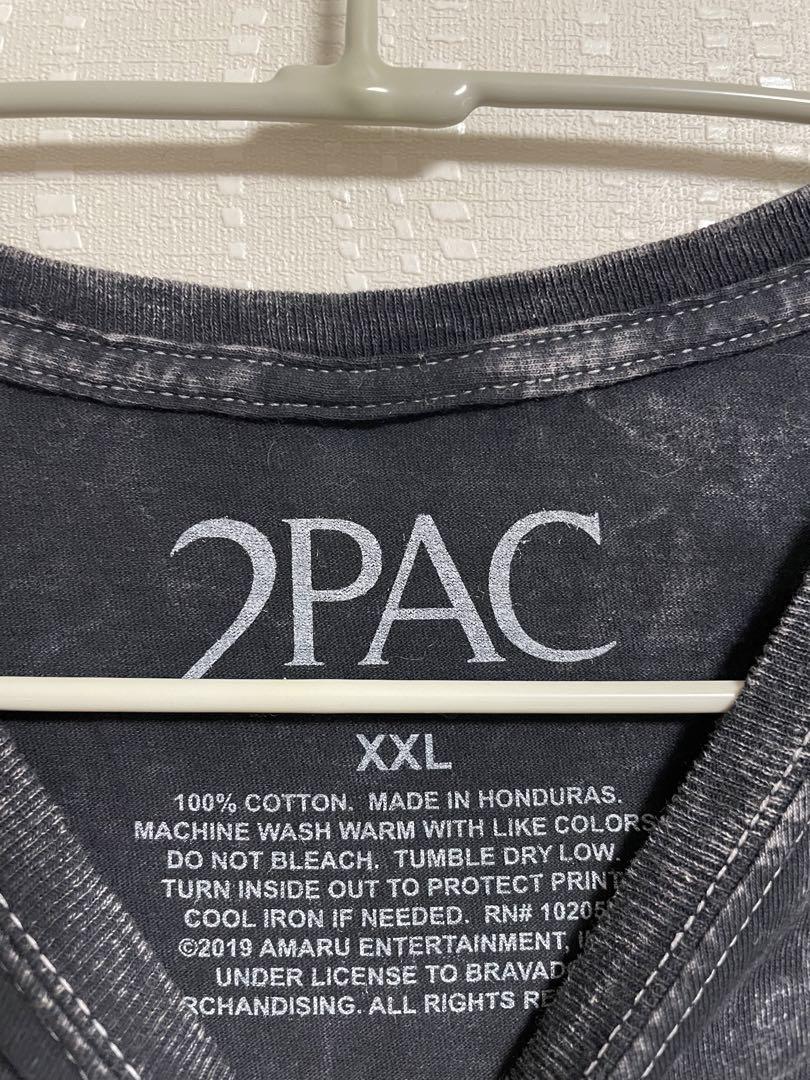 2PAC
XXL
100% COTTON. MADE IN HONDURAS.
MACHINE WASH WARM WITH LIKE COLORS
DO NOT BLEACH. TUMBLE DRY LOW.
TURN INSIDE OUT TO PROTECT PRINT
COOL IRON IF NEEDED. RN#
©2019 AMARU ENTERTAINMENT,
UNDER LICENSE TO
ALL RIGHTS